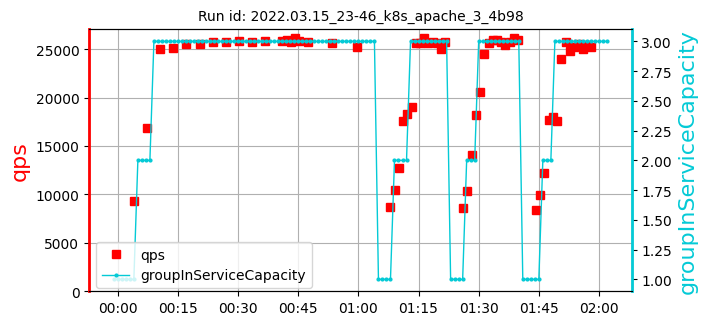 Run id: 2022.03.15_23-46_k8s_apache_3_4b98
25000
20000
15000
10000
5000
0
qps
3.00
2.75
2.50
2.25
2.00
1.75
1.50
1.25
1.00
groupInServiceCapacity
qps
groupInServiceCapacity
00:00 00:15 00:30 00:45 01:00 01:15 01:30 01:45 02:00